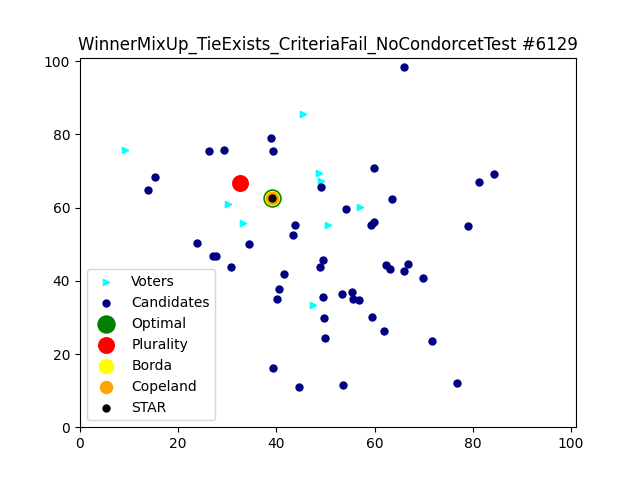 WinnerMixUp_TieExists_CriteriaFail_NoCondorcetTest #6129
100
80
60
40
20
0
Voters
Candidates
Optimal
Plurality
Borda
Copeland
STAR
0 20 40 60 80 100